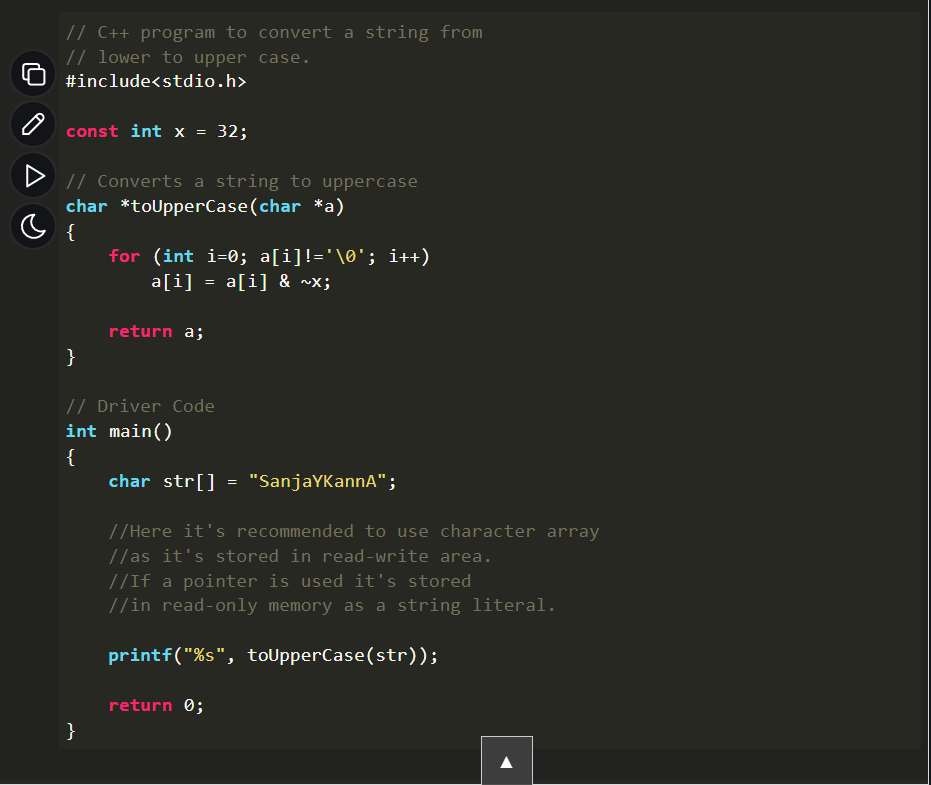 // C++ program to convert a string from
// lower to upper case.
#include<stdio.h>
const int x = 32;
// Converts a string to uppercase
char *toUpperCase(char *a)
{
    for (int i=0; a[i]!='\0'; i++)
        a[i] = a[i] & ~x;
    return a;
}
// Driver Code
int main()
{
    char str[] = "SanjaYKannA";
    //Here it's recommended to use character array
    //as it's stored in read-write area.
    //If a pointer is used it's stored
    //in read-only memory as a string literal.
    printf("%s", toUpperCase(str));
    return 0;
}